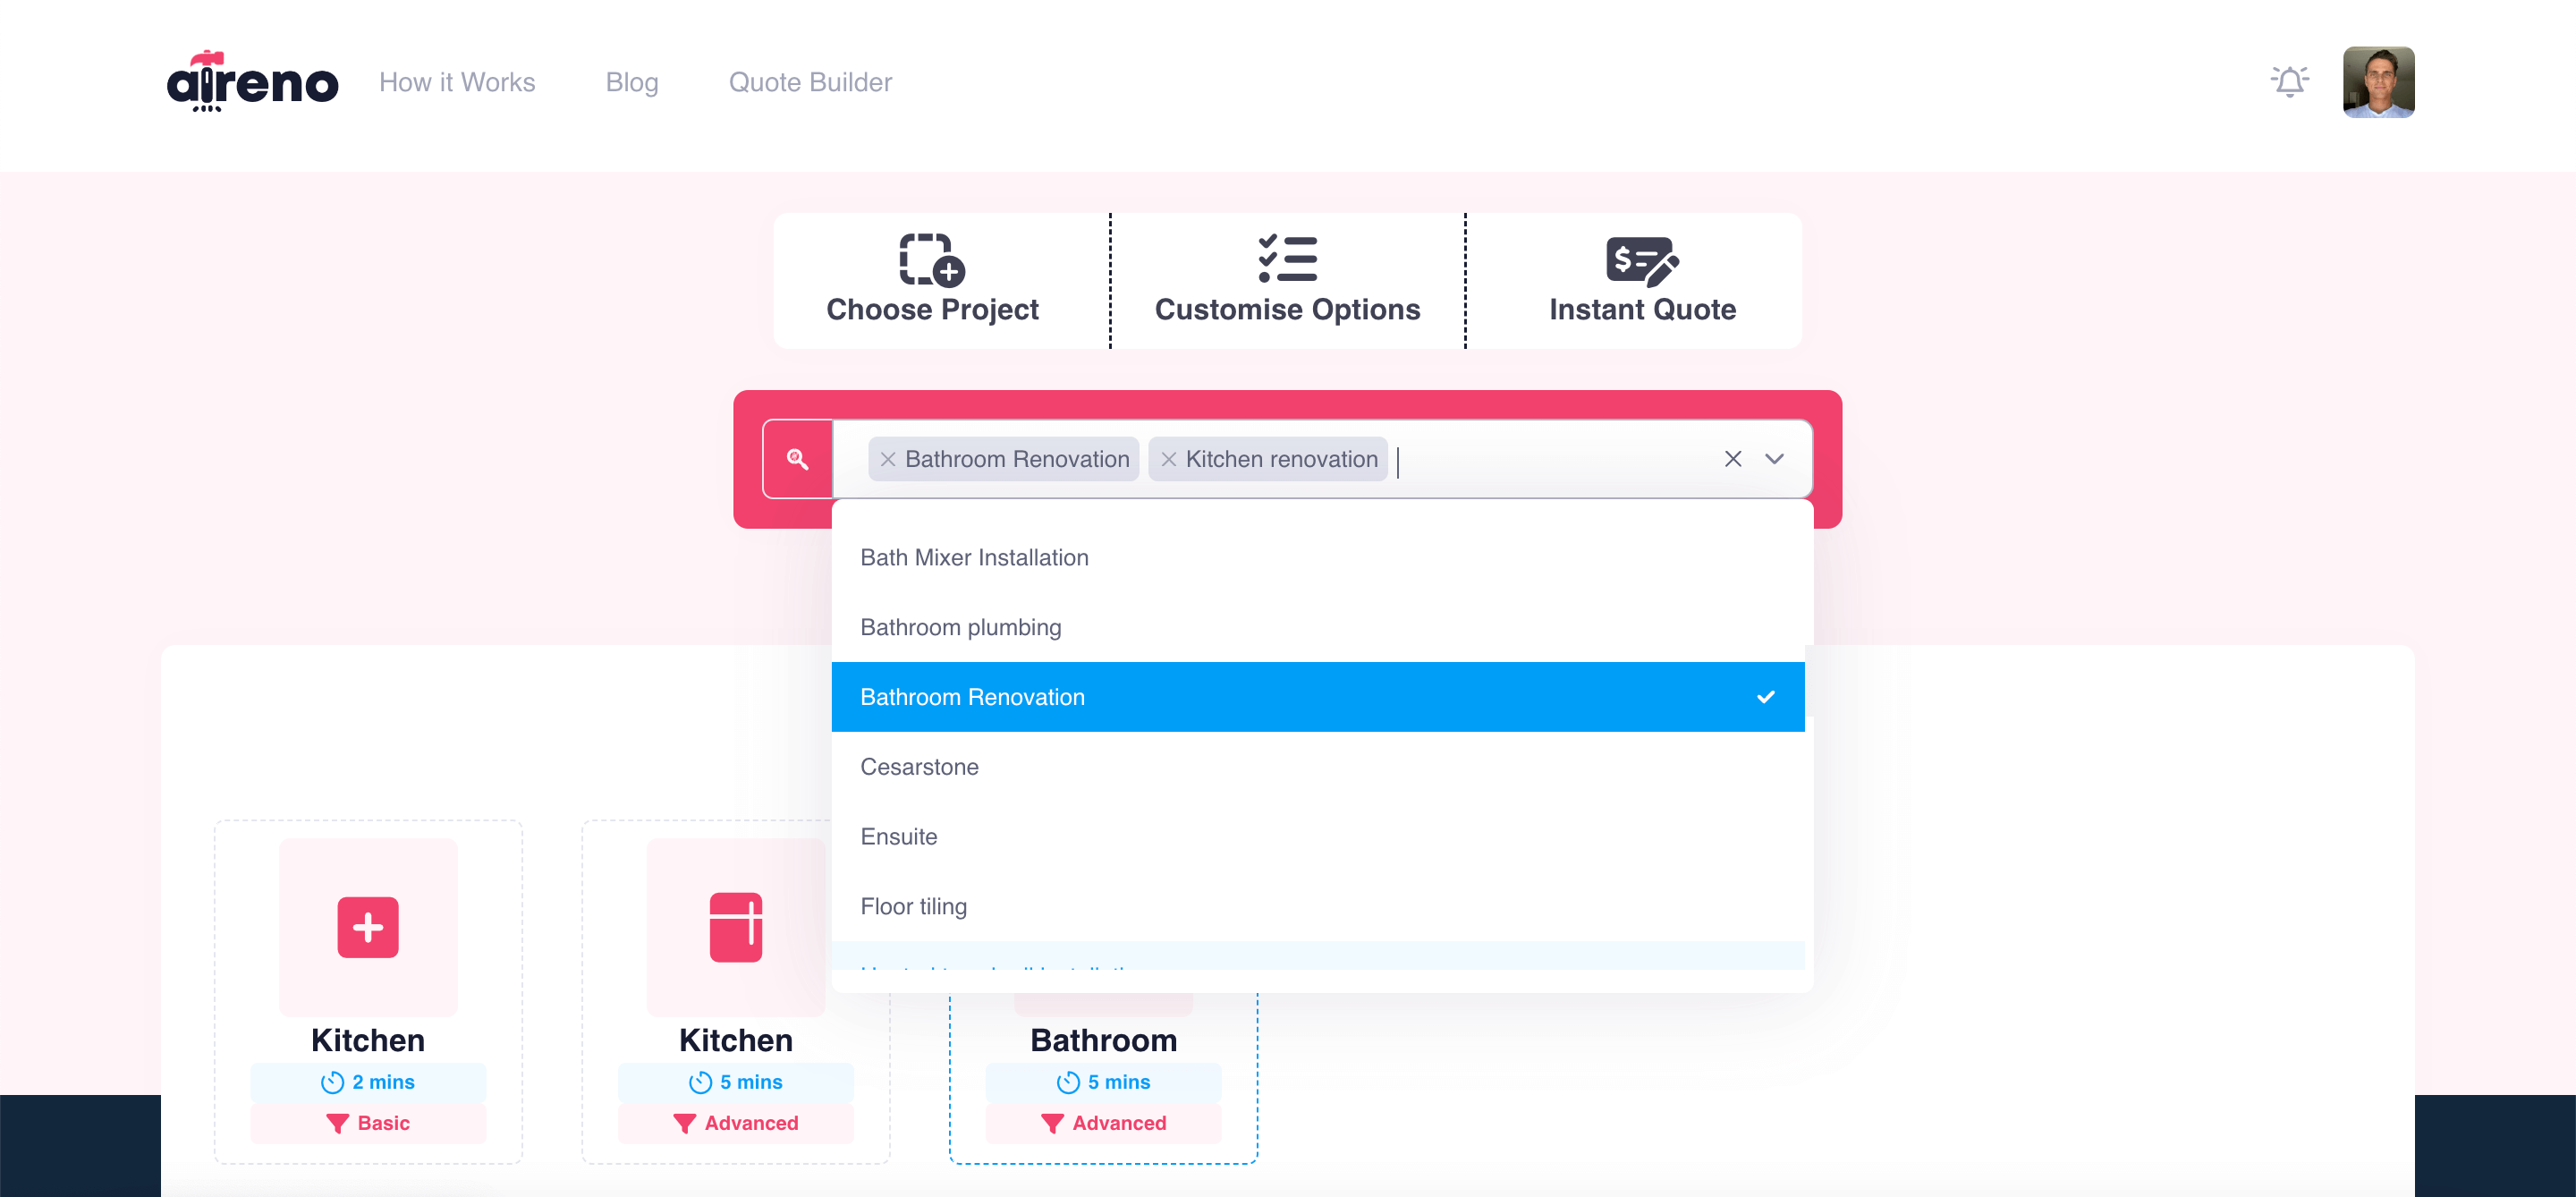 aireno
How it Works
Blog
Quote Builder
Choose Project
Customise Options
Instant Quote
Bathroom Renovation
Kitchen renovation
Bath Mixer Installation
Bathroom plumbing
Bathroom Renovation
Cesarstone
Ensuite
Floor tiling
Kitchen
2 mins
Basic
Kitchen
5 mins
Advanced
Bathroom
5 mins
Advanced